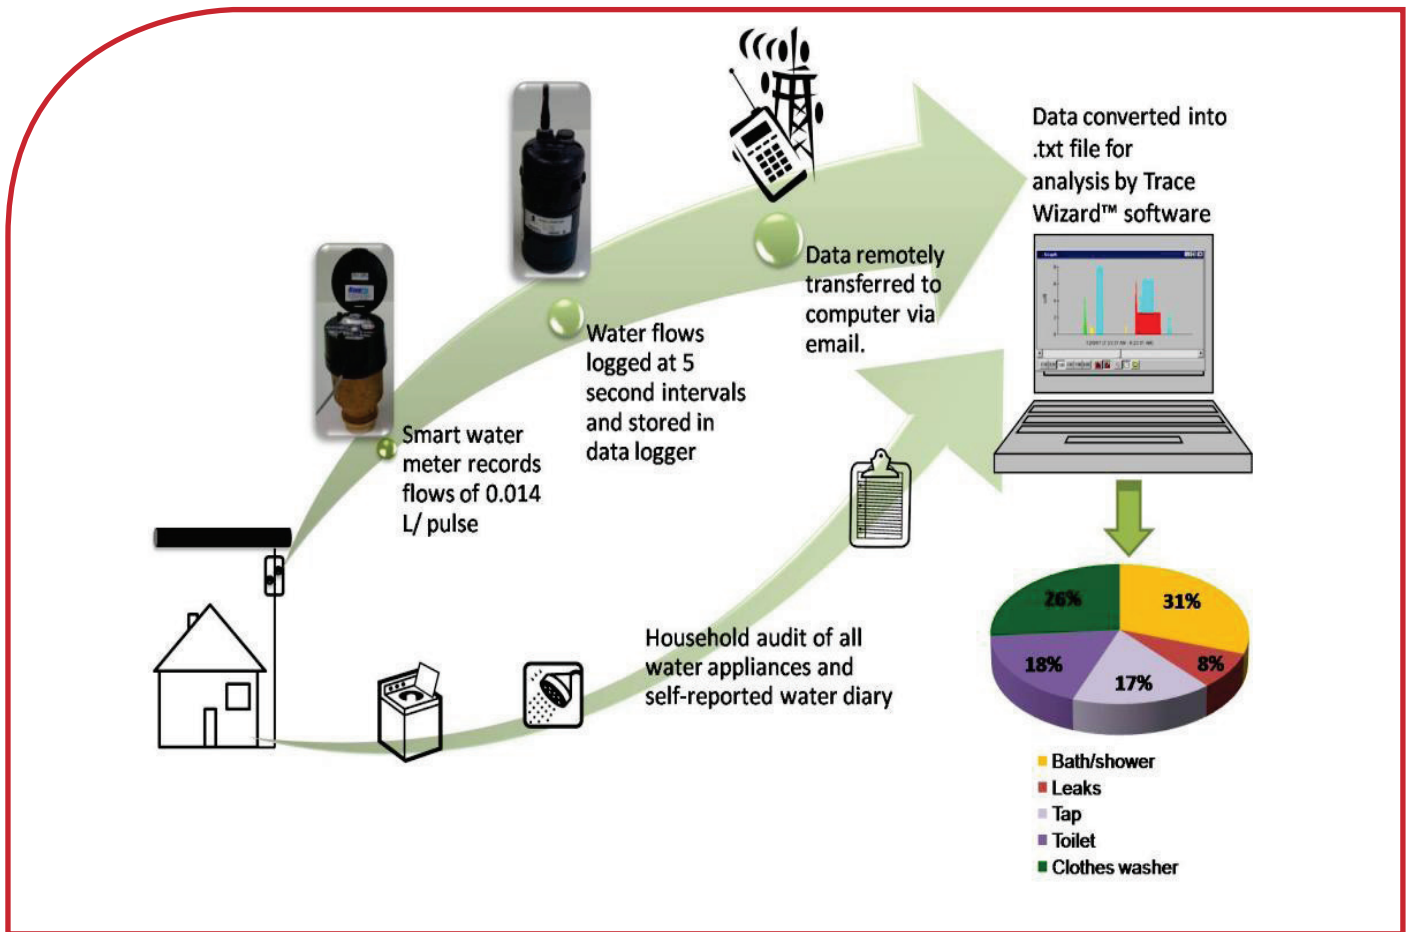 Data converted into
.txt file for
analysis by Trace
Wizard™ software
Data remotely
transferred to
computer via
email.
Water flows
logged at 5
second intervals
and stored in
data logger
Smart water
meter records
flows of 0.014
L/ pulse
Household audit of all
water appliances and
self-reported water diary
26%
31%
18%
8%
17%
Bath/shower
Leaks
Tap
Toilet
Clothes washer